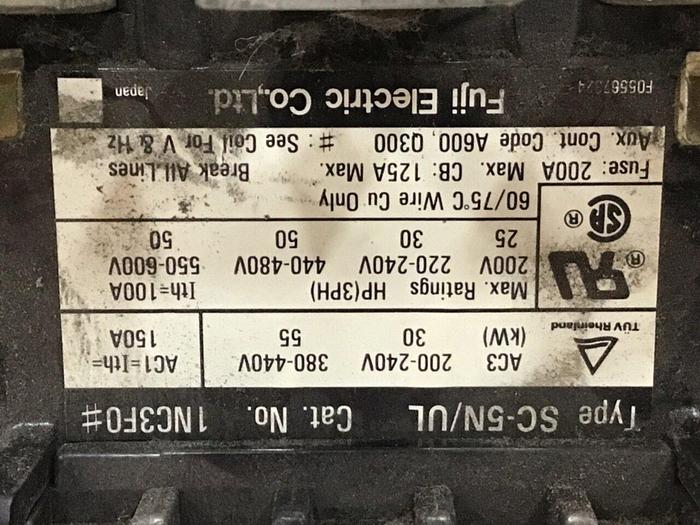 Type SC-5N/UL Cat. No. 1NC3F0#
TÜV Rheinland
AC3 200-240V 380-440V
(kW) 30 55
AC1=Ith=
150A
Max. Ratings HP(3PH) Ith=100A
200V 220-240V 440-480V 550-600V
25 30 50 50
60/75°C Wire Cu Only
Fuse: 200A Max. CB: 125A Max. Break All Lines
Aux. Cont. Code A600, Q300 #: See Coil For V & Hz
Fuji Electric Co.,Ltd.
Japan